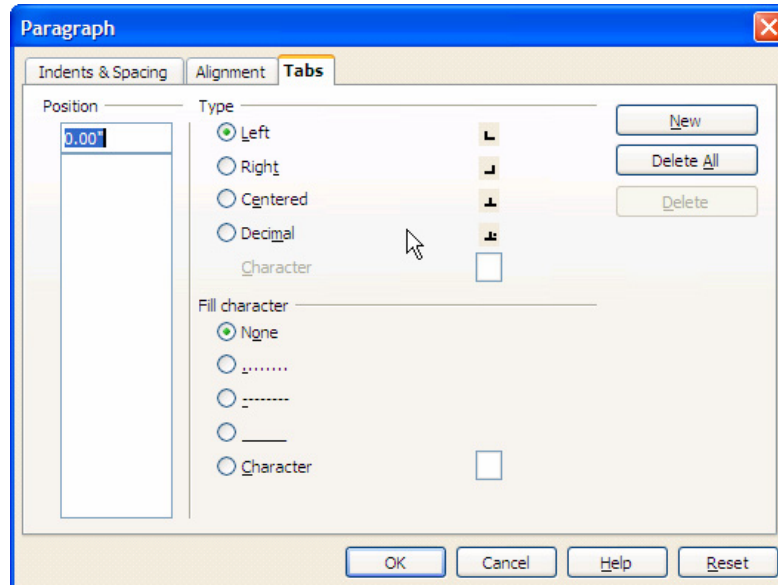 Paragraph
Indents & Spacing Alignment Tabs
Position Type
0.00"
Left
Right
Centered
Decimal
Character
New
Delete All
Delete
Fill character
None
........
--------
_____
Character
OK Cancel Help Reset